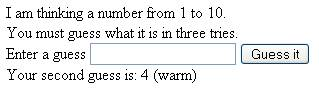 I am thinking a number from 1 to 10.
You must guess what it is in three tries.
Enter a guess Guess it
Your second guess is: 4 (warm)